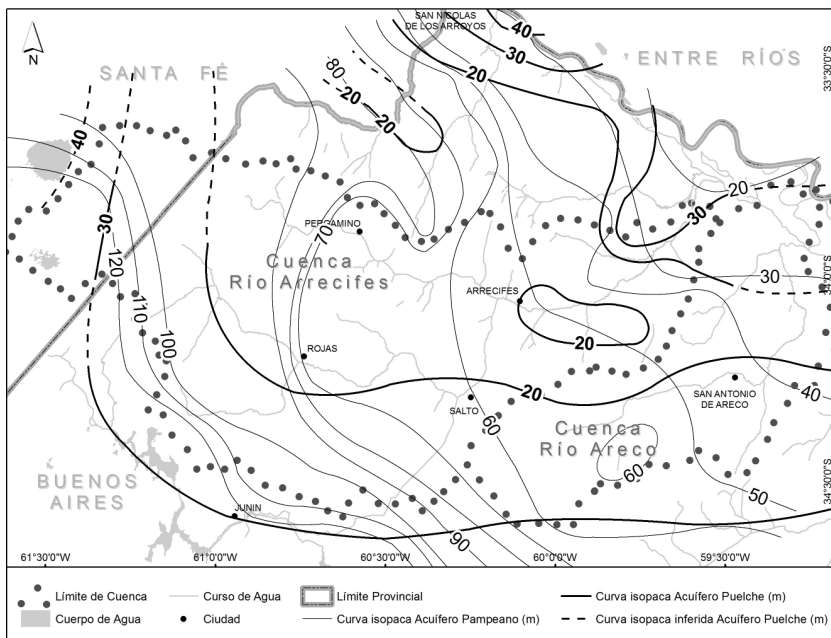 SAN NICOLAS
DE LOS ARROYOS
40
30
20
ENTRE RÍOS
33°30'0"S
N
SANTA FÉ
80
20
20
40
20
30
PERGAMINO
70
Cuenca
Río Arrecifes
30
120
110
100
34°0'0"S
30
ARRECIFES
20
ROJAS
20
SALTO
SAN ANTONIO
DE ARECO
40
60
Cuenca
Río Areco
60
50
34°30'0"S
BUENOS
AIRES
JUNIN
90
61°30'0"W
61°0'0"W
60°30'0"W
60°0'0"W
59°30'0"W
Límite de Cuenca
Curso de Agua
Límite Provincial
Curva isopaca Acuífero Puelche (m)
Cuerpo de Agua
Ciudad
Curva isopaca Acuífero Pampeano (m)
Curva isopaca inferida Acuífero Puelche (m)